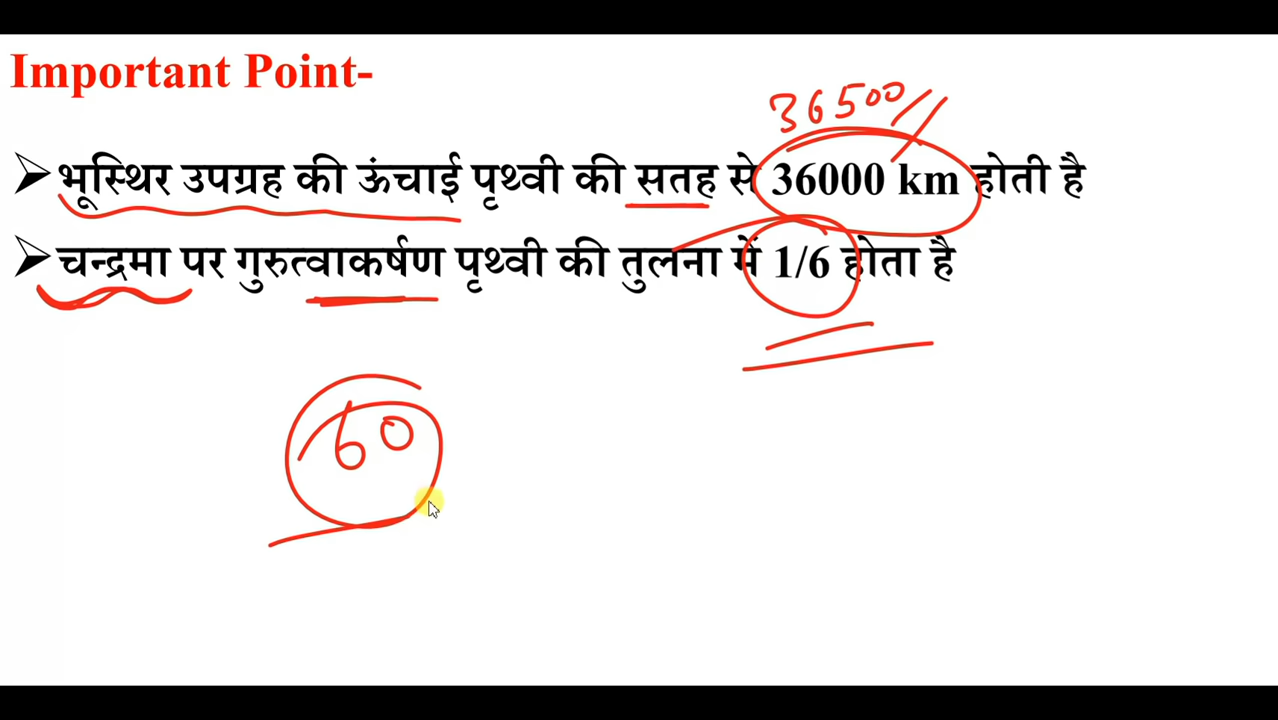 Important Point-
36500//
➢भूस्थिर उपग्रह की ऊंचाई पृथ्वी की सतह से 36000 km होती है
➢चन्द्रमा पर गुरुत्वाकर्षण पृथ्वी की तुलना में 1/6 होता है
60